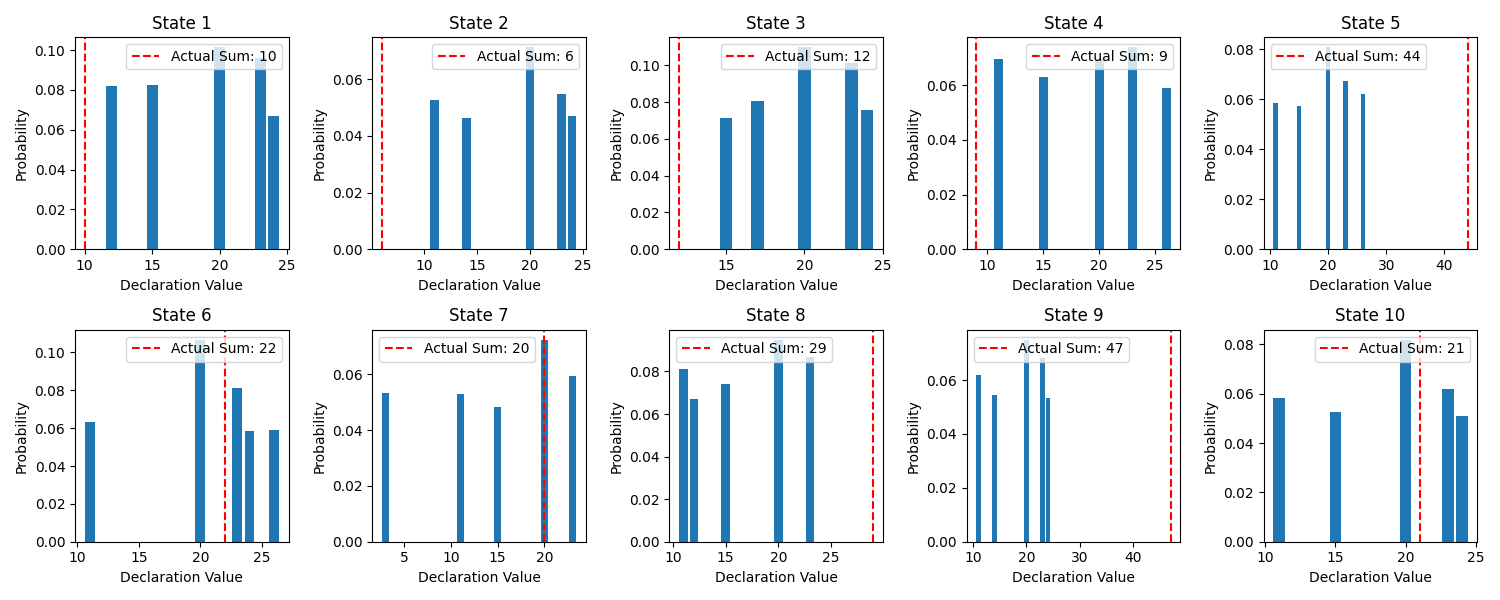 State 1
Actual Sum: 10
Probability
0.10
0.08
0.06
0.04
0.02
0.00
10 15 20 25
Declaration Value
State 2
Actual Sum: 6
Probability
0.06
0.04
0.02
0.00
10 15 20 25
Declaration Value
State 3
Actual Sum: 12
Probability
0.10
0.08
0.06
0.04
0.02
0.00
15 20 25
Declaration Value
State 4
Actual Sum: 9
Probability
0.06
0.04
0.02
0.00
10 15 20 25
Declaration Value
State 5
Actual Sum: 44
Probability
0.08
0.06
0.04
0.02
0.00
10 20 30 40
Declaration Value
State 6
Actual Sum: 22
Probability
0.10
0.08
0.06
0.04
0.02
0.00
10 15 20 25
Declaration Value
State 7
Actual Sum: 20
Probability
0.06
0.04
0.02
0.00
5 10 15 20
Declaration Value
State 8
Actual Sum: 29
Probability
0.08
0.06
0.04
0.02
0.00
10 15 20 25
Declaration Value
State 9
Actual Sum: 47
Probability
0.06
0.04
0.02
0.00
10 20 30 40
Declaration Value
State 10
Actual Sum: 21
Probability
0.08
0.06
0.04
0.02
0.00
10 15 20 25
Declaration Value